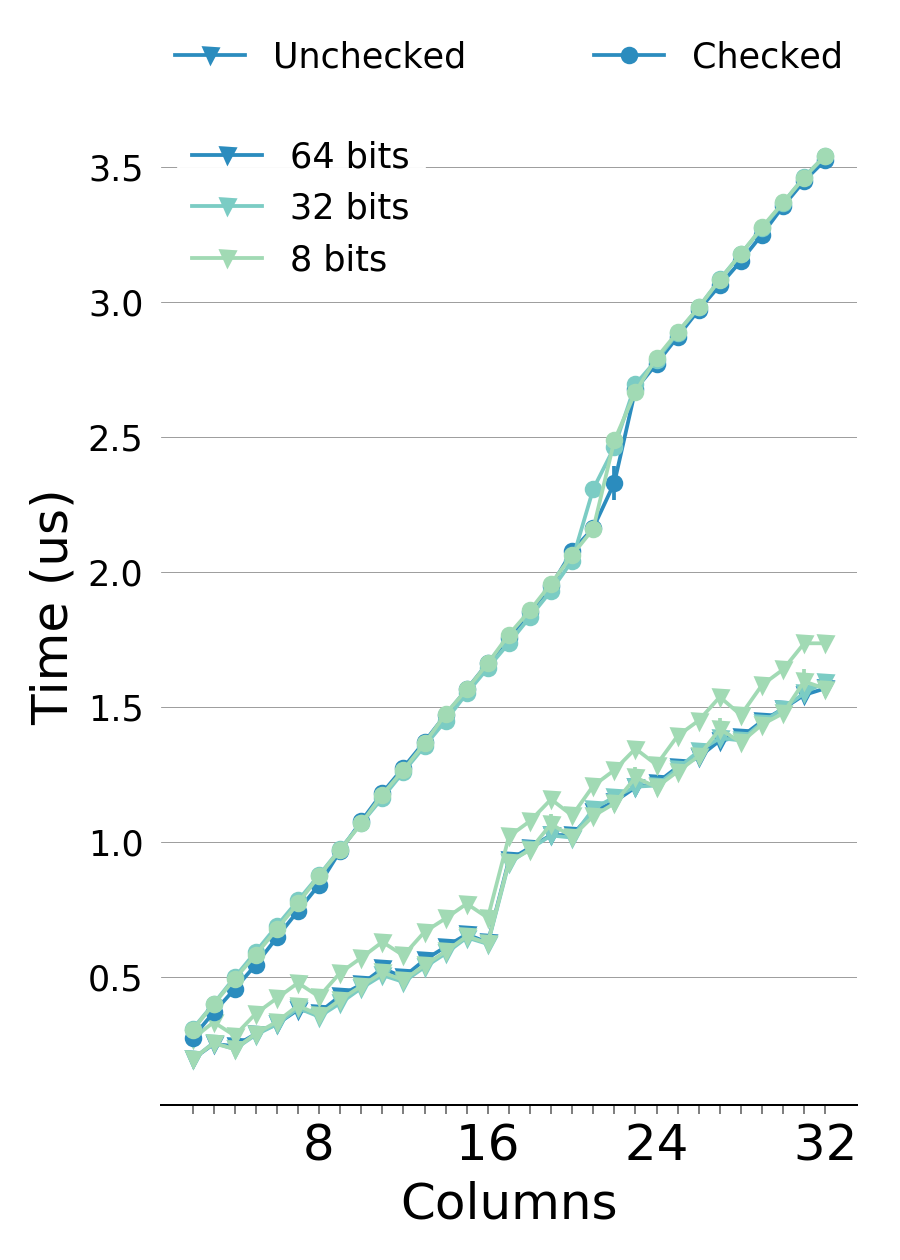 Unchecked Checked
64 bits
32 bits
8 bits
3.5
3.0
2.5
2.0
1.5
1.0
0.5
Time (us)
8 16 24 32
Columns